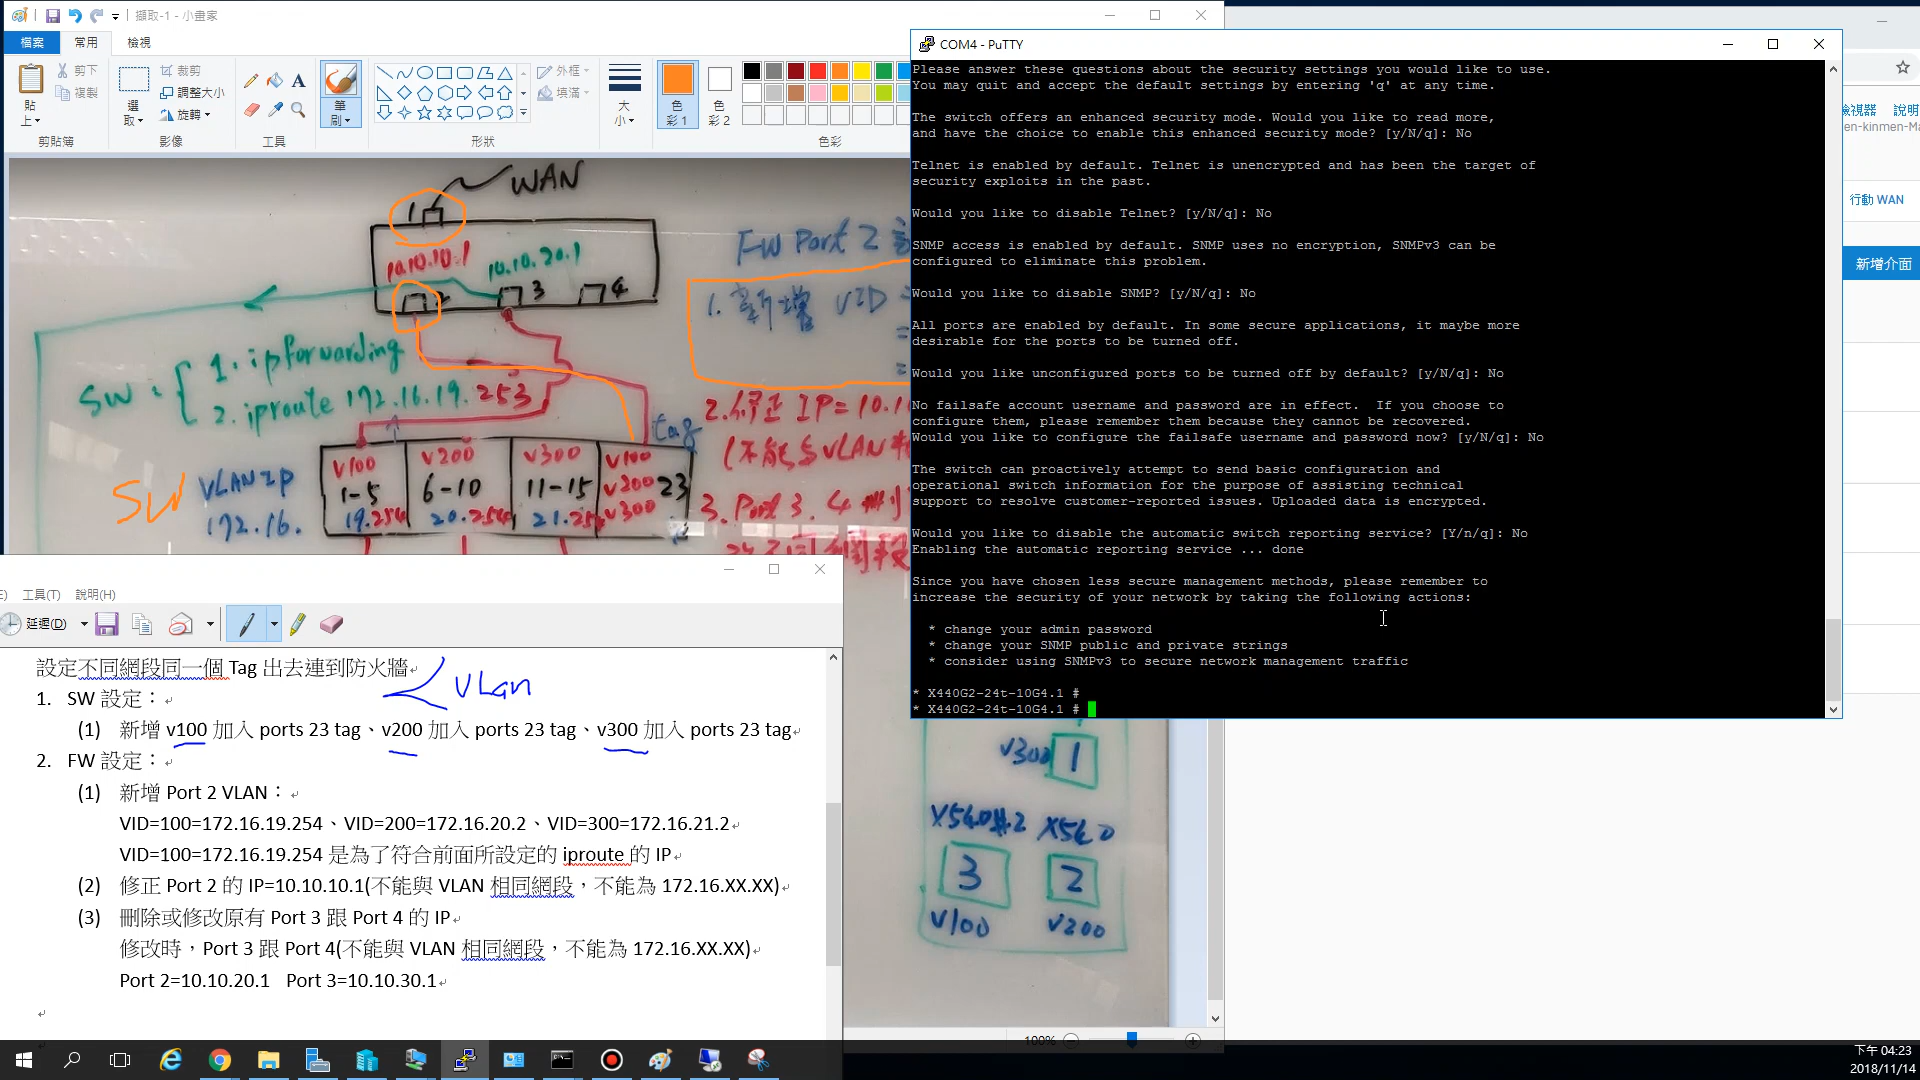 擷取-1 - 小畫家
檔案 常用 檢視
貼上 剪下 複製 剪貼簿
選取 裁剪 調整大小 旋轉 影像
工具
筆刷
外框 填滿 形狀
大小
色彩 1 色彩 2 色彩
WAN
1
10.10.10.1 10.10.20.1
2 3 4
FW Port 2
1. 新增 VID
SW : 1. ipforwarding
2. iproute 172.16.19.253
tag
2. 修正 IP=10.1
(不能与VLAN
SW VLAN IP
172.16.
V100 V200 V300 V100
1-5 6-10 11-15 V200 23
19.254 20.254 21.254 V300
3. Port 3. 4
V300 1
X560#2 X560
3 2
V100 V200
100%
COM4 - PuTTY
Please answer these questions about the security settings you would like to use.
You may quit and accept the default settings by entering 'q' at any time.
The switch offers an enhanced security mode. Would you like to read more,
and have the choice to enable this enhanced security mode? [y/N/q]: No
Telnet is enabled by default. Telnet is unencrypted and has been the target of
security exploits in the past.
Would you like to disable Telnet? [y/N/q]: No
SNMP access is enabled by default. SNMP uses no encryption, SNMPv3 can be
configured to eliminate this problem.
Would you like to disable SNMP? [y/N/q]: No
All ports are enabled by default. In some secure applications, it maybe more
desirable for the ports to be turned off.
Would you like unconfigured ports to be turned off by default? [y/N/q]: No
No failsafe account username and password are in effect.  If you choose to
configure them, please remember them because they cannot be recovered.
Would you like to configure the failsafe username and password now? [y/N/q]: No
The switch can proactively attempt to send basic configuration and
operational switch information for the purpose of assisting technical
support to resolve customer-reported issues. Uploaded data is encrypted.
Would you like to disable the automatic switch reporting service? [Y/n/q]: No
Enabling the automatic reporting service ... done
Since you have chosen less secure management methods, please remember to
increase the security of your network by taking the following actions:
* change your admin password
* change your SNMP public and private strings
* consider using SNMPv3 to secure network management traffic
* X440G2-24t-10G4.1 #
* X440G2-24t-10G4.1 #
檢視器 說明
en-kinmen-Ma
行動 WAN
新增介面
工具(T) 說明(H)
延遲(D)
設定不同網段同一個 Tag 出去連到防火牆
VLan
1. SW 設定：
(1) 新增 v100 加入 ports 23 tag、v200 加入 ports 23 tag、v300 加入 ports 23 tag
2. FW 設定：
(1) 新增 Port 2 VLAN：
VID=100=172.16.19.254、VID=200=172.16.20.2、VID=300=172.16.21.2
VID=100=172.16.19.254 是為了符合前面所設定的 iproute 的 IP
(2) 修正 Port 2 的 IP=10.10.10.1(不能與 VLAN 相同網段，不能為 172.16.XX.XX)
(3) 刪除或修改原有 Port 3 跟 Port 4 的 IP
修改時，Port 3 跟 Port 4(不能與 VLAN 相同網段，不能為 172.16.XX.XX)
Port 2=10.10.20.1 Port 3=10.10.30.1
下午 04:23
2018/11/14